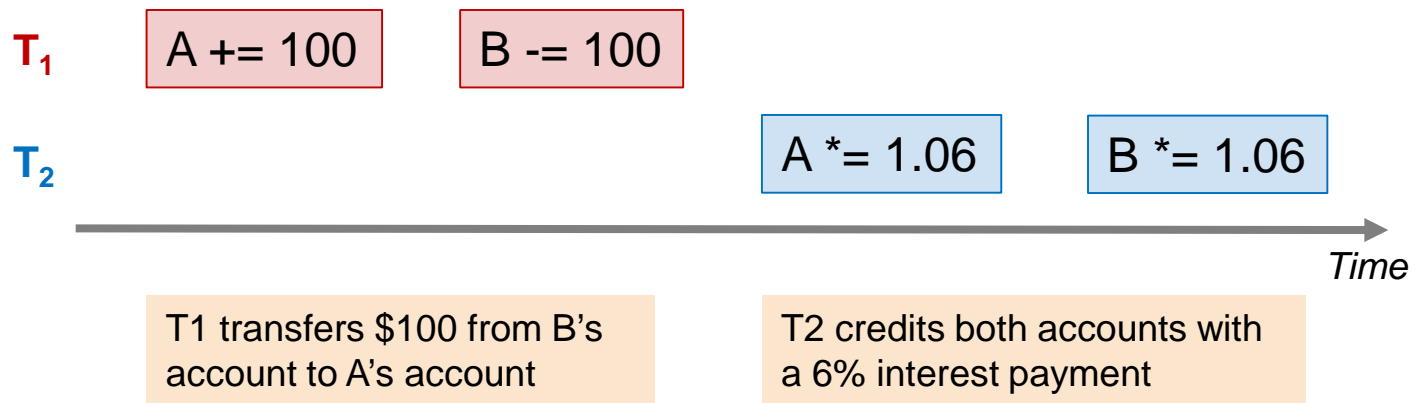 T1 A += 100 B -= 100
T2 A *= 1.06 B *= 1.06
Time
T1 transfers $100 from B’s
account to A’s account
T2 credits both accounts with
a 6% interest payment